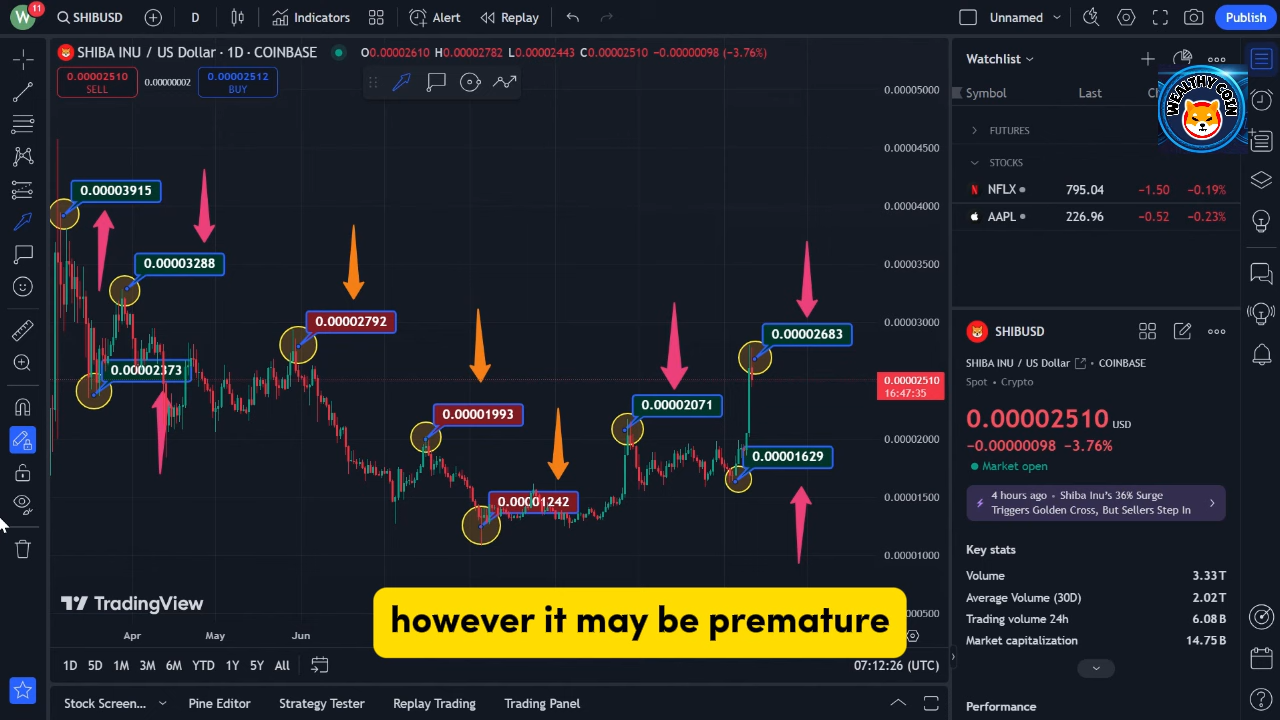 W
11
SHIBUSD
D
Indicators
Alert
Replay
Unnamed
Publish
SHIBA INU / US Dollar · 1D · COINBASE
O0.00002610 H0.00002782 L0.00002443 C0.00002510 −0.00000098 (−3.76%)
0.00002510
SELL
0.00000002
0.00002512
BUY
0.00005000
0.00004500
0.00004000
0.00003500
0.00003000
0.00002510
16:47:35
0.00002000
0.00001500
0.00001000
0.00003915
0.00003288
0.00002792
0.00002373
0.00001993
0.00001242
0.00002071
0.00002683
0.00001629
TradingView
Apr
May
Jun
however it may be premature
1D 5D 1M 3M 6M YTD 1Y 5Y All
07:12:26 (UTC)
Stock Screen...
Pine Editor
Strategy Tester
Replay Trading
Trading Panel
Watchlist
WEALTHY COIN
Symbol
Last
FUTURES
STOCKS
NFLX 795.04 −1.50 −0.19%
AAPL 226.96 −0.52 −0.23%
SHIBUSD
SHIBA INU / US Dollar · COINBASE
Spot · Crypto
0.00002510 USD
−0.00000098 −3.76%
Market open
4 hours ago · Shiba Inu's 36% Surge
Triggers Golden Cross, But Sellers Step In
Key stats
Volume 3.33T
Average Volume (30D) 2.02T
Trading volume 24h 6.08B
Market capitalization 14.75B
Performance